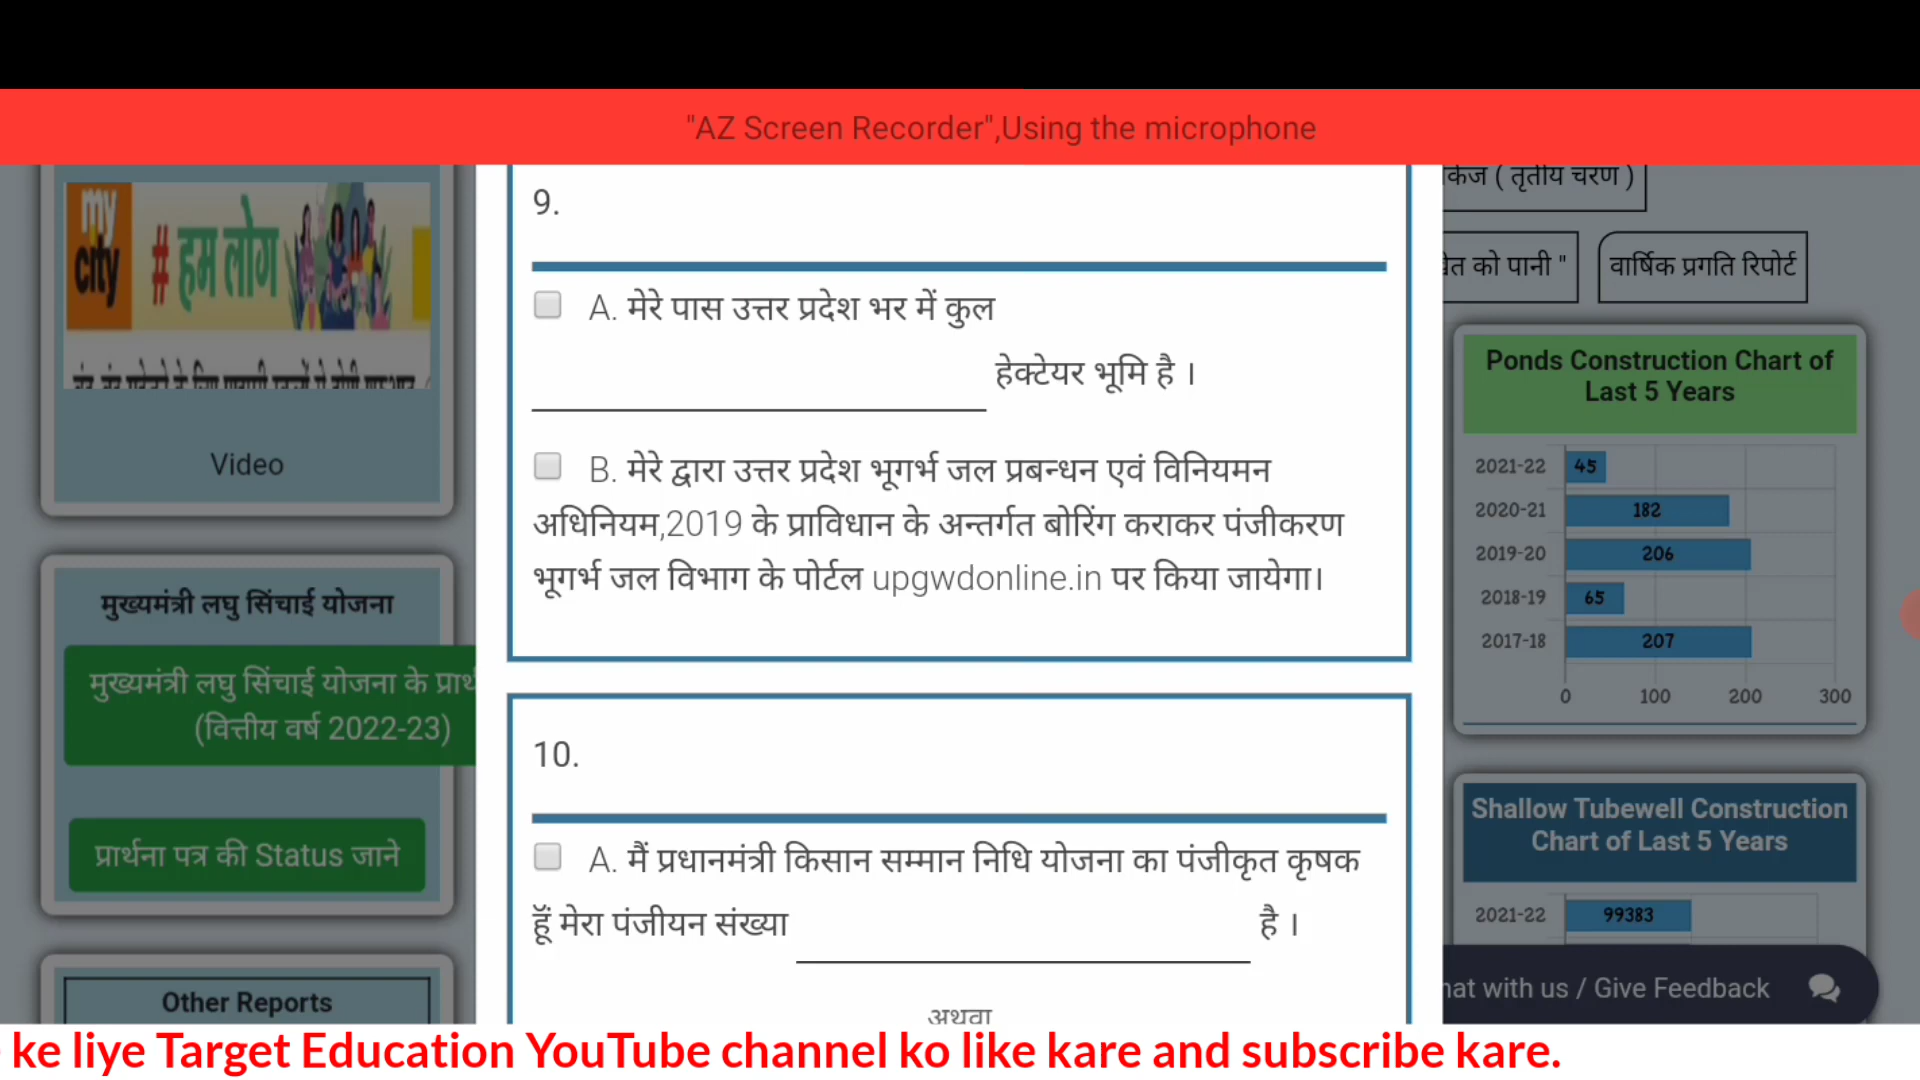 "AZ Screen Recorder",Using the microphone
my
city
# हम लोग
Video
मुख्यमंत्री लघु सिंचाई योजना
मुख्यमंत्री लघु सिंचाई योजना के
(वित्तीय वर्ष 2022-23)
प्रार्थना पत्र की Status जाने
Other Reports
9.
A. मेरे पास उत्तर प्रदेश भर में कुल
हेक्टेयर भूमि है ।
B. मेरे द्वारा उत्तर प्रदेश भूगर्भ जल प्रबन्धन एवं विनियमन
अधिनियम,2019 के प्राविधान के अन्तर्गत बोरिंग कराकर पंजीकरण
भूगर्भ जल विभाग के पोर्टल upgwdonline.in पर किया जायेगा।
10.
A. मैं प्रधानमंत्री किसान सम्मान निधि योजना का पंजीकृत कृषक
हूँ मेरा पंजीयन संख्या है ।
अथवा
( तृतीय चरण )
को पानी "
वार्षिक प्रगति रिपोर्ट
Ponds Construction Chart of
Last 5 Years
2021-22 45
2020-21 182
2019-20 206
2018-19 65
2017-18 207
0 100 200 300
Shallow Tubewell Construction
Chart of Last 5 Years
2021-22 99383
hat with us / Give Feedback
ke liye Target Education YouTube channel ko like kare and subscribe kare.